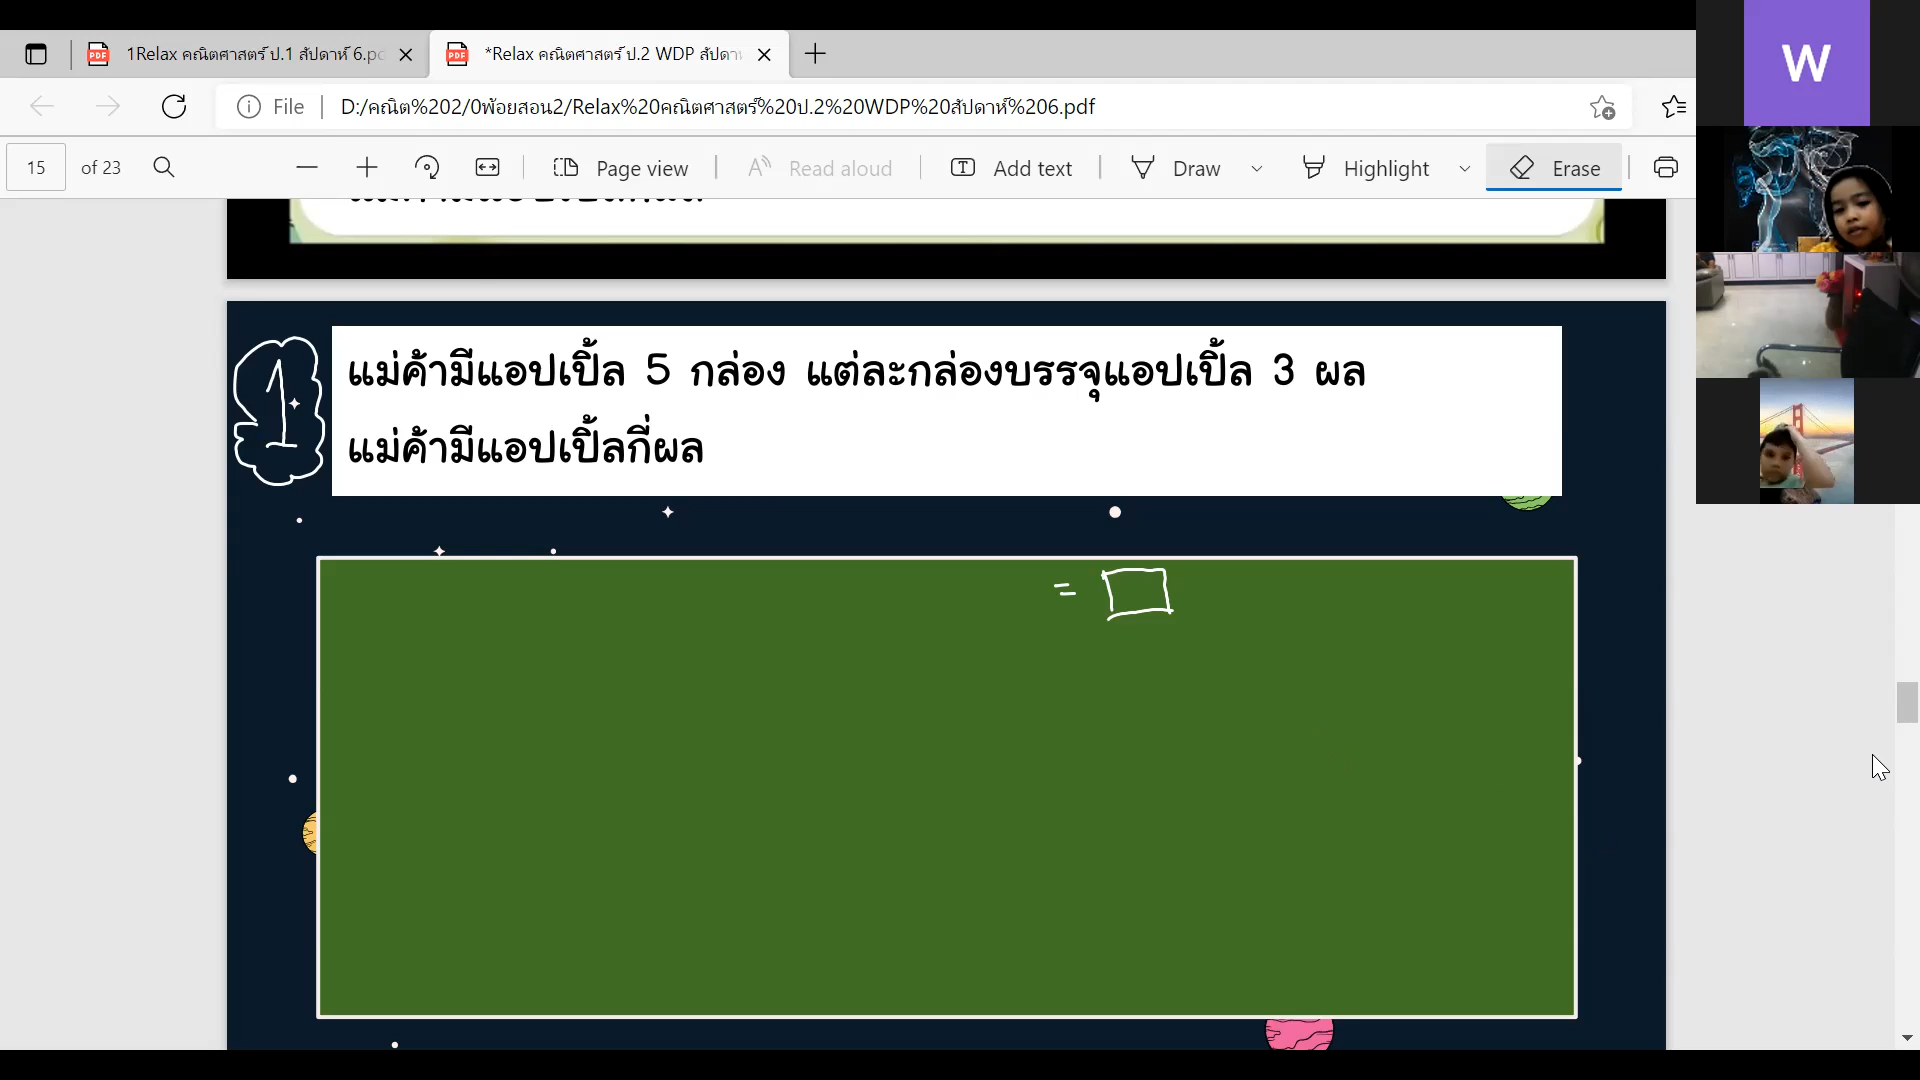 1Relax คณิตศาสตร์ ป.1 สัปดาห์ 6.pd
*Relax คณิตศาสตร์ ป.2 WDP สัปดา
File
D:/คณิต%202/0พ้อยสอน2/Relax%20คณิตศาสตร์%20ป.2%20WDP%20สัปดาห์%206.pdf
15 of 23
Page view
Read aloud
Add text
Draw
Highlight
Erase
W
1
แม่ค้ามีแอปเปิ้ล 5 กล่อง แต่ละกล่องบรรจุแอปเปิ้ล 3 ผล
แม่ค้ามีแอปเปิ้ลกี่ผล
=